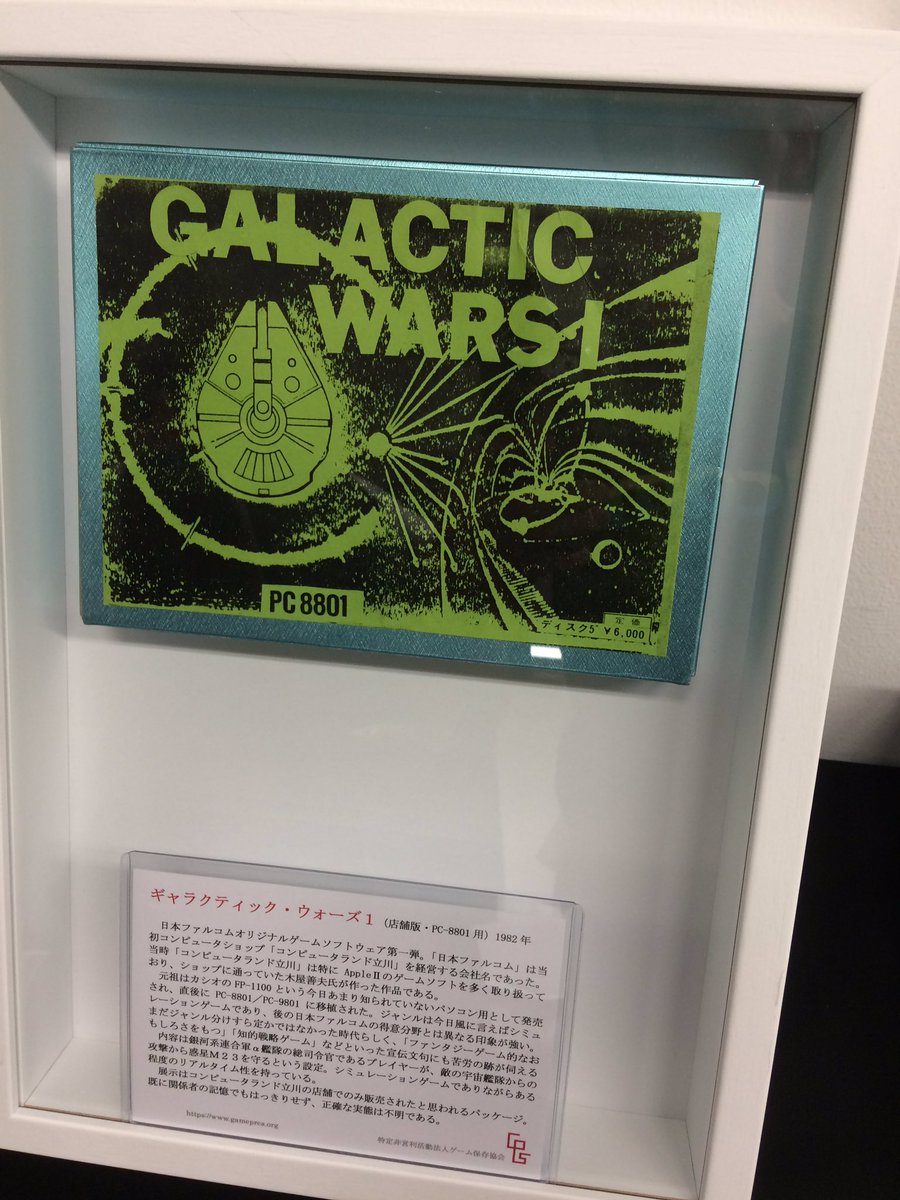 GALACTIC
WARS I
PC 8801
定価
ディスク5" ¥6,000
ギャラクティック・ウォーズ1（店舗版・PC-8801用）1982年
日本ファルコムオリジナルゲームソフトウェア第一弾。「日本ファルコム」は当
初コンピュータショップ「コンピュータランド立川」を経営する会社名であった。
当時「コンピュータランド立川」は特に AppleⅡのゲームソフトを多く取り扱って
おり、ショップに通っていた木屋善夫氏が作った作品である。
元祖はカシオのFP-1100という今日あまり知られていないパソコン用として発売
され、直後に PC-8801／PC-9801 に移植された。ジャンルは今日風に言えばシミュ
レーションゲームであり、後の日本ファルコムの得意分野とは異なる印象が強い。
まだジャンル分けすら定かではなかった時代らしく、「ファンタジーゲーム的なお
もしろさをもつ」「知的戦略ゲーム」などといった宣伝文句にも苦労の跡が伺える
内容は銀河系連合軍α艦隊の総司令官であるプレイヤーが、敵の宇宙艦隊からの
攻撃から惑星M23を守るという設定。シミュレーションゲームでありながらある
程度のリアルタイム性を持っている。
展示はコンピュータランド立川の店舗でのみ販売されたと思われるパッケージ。
既に関係者の記憶でもはっきりせず、正確な実態は不明である。
https://www.gamepres.org
特定非営利活動法人ゲーム保存協会
GPS